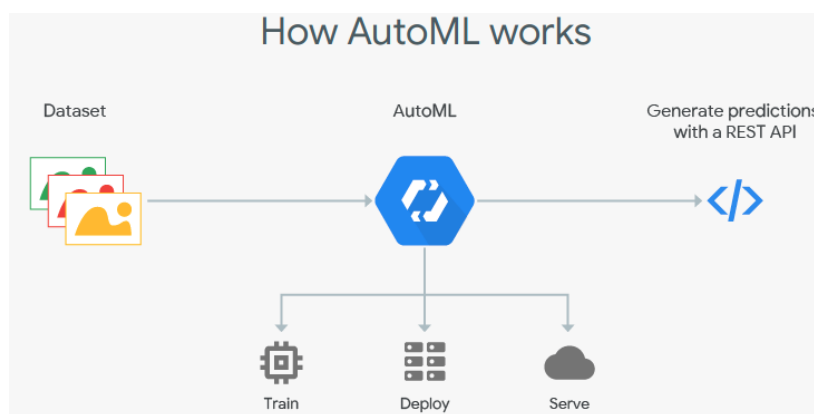 How AutoML works
Dataset
AutoML
Generate predictions
with a REST API
Train
Deploy
Serve